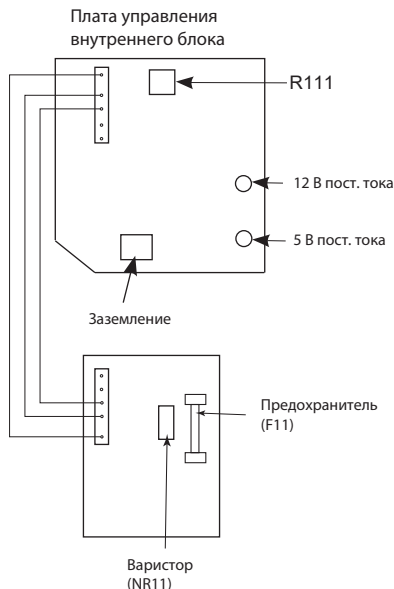 Плата управления
внутреннего блока
R111
12 В пост. тока
5 В пост. тока
Заземление
Предохранитель
(F11)
Варистор
(NR11)